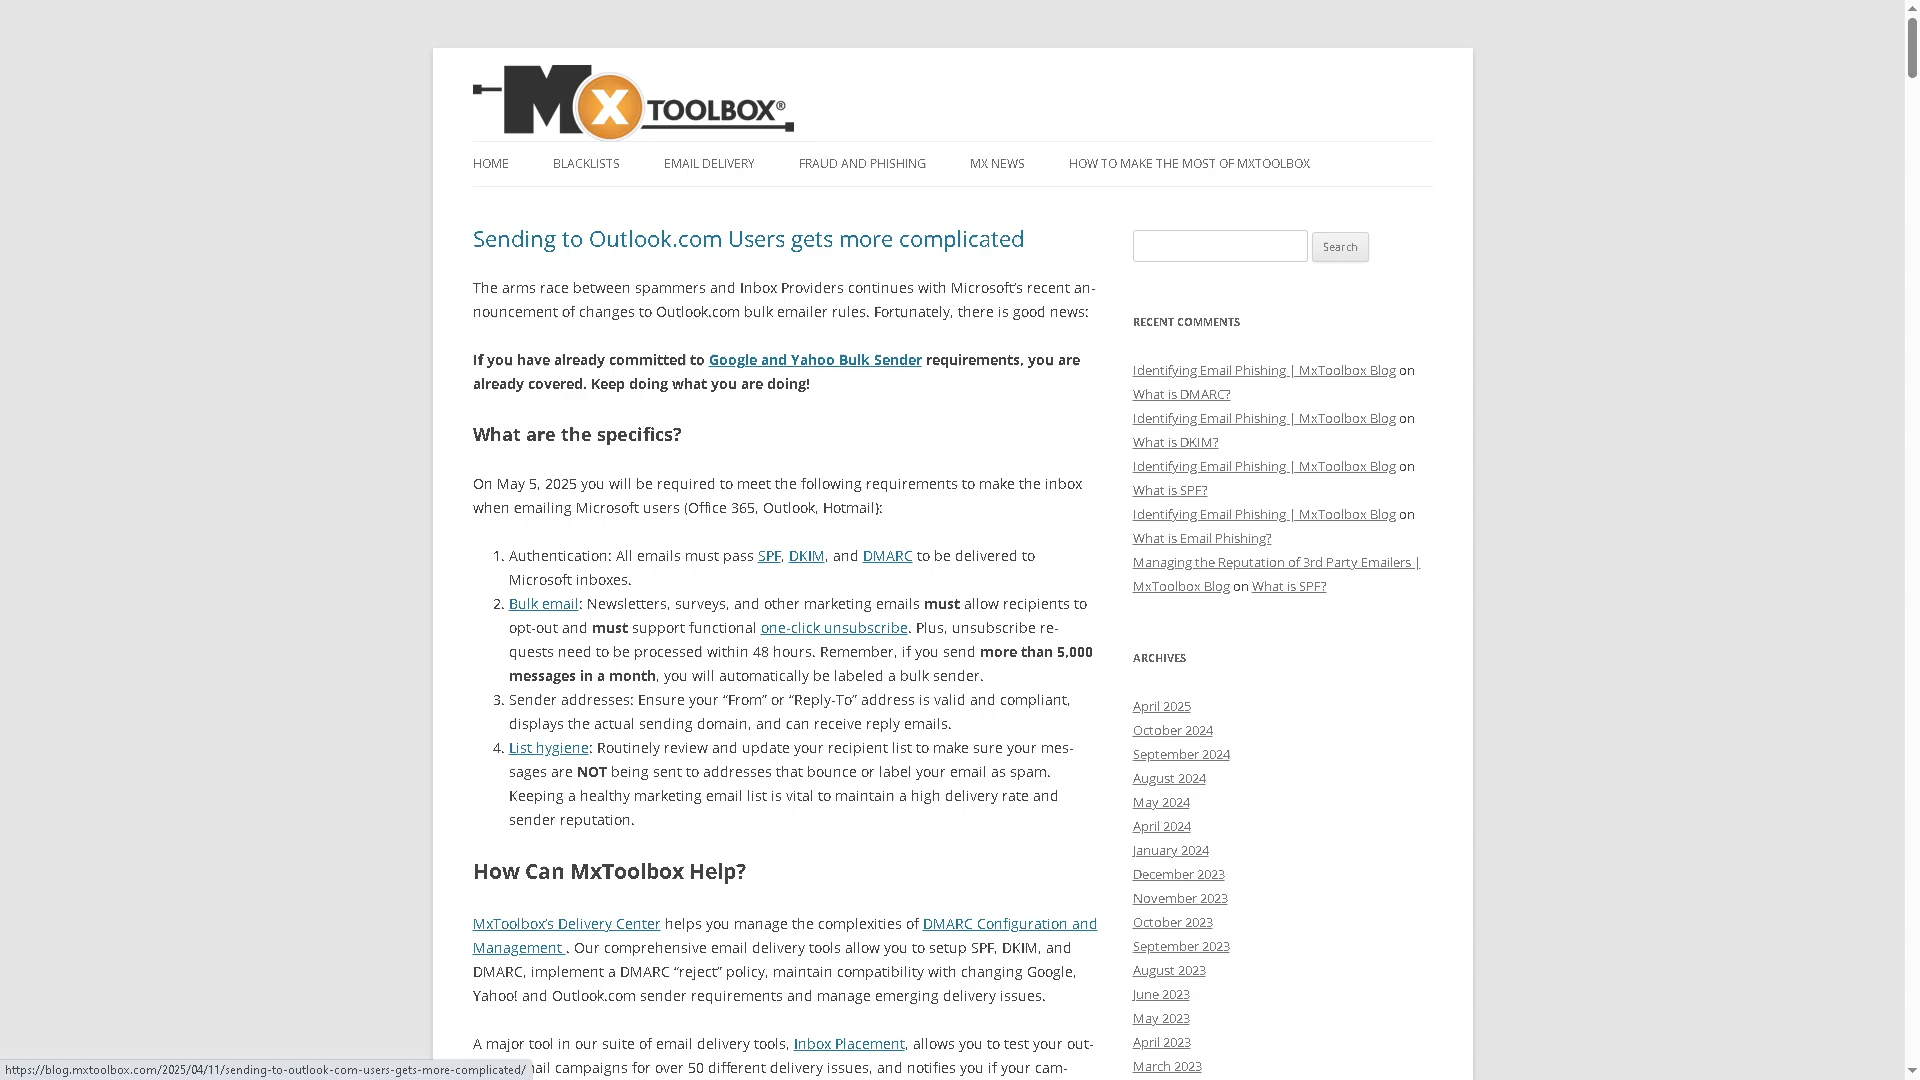 MX TOOLBOX®
HOME
BLACKLISTS
EMAIL DELIVERY
FRAUD AND PHISHING
MX NEWS
HOW TO MAKE THE MOST OF MXTOOLBOX
Sending to Outlook.com Users gets more complicated
The arms race between spammers and Inbox Providers continues with Microsoft’s recent an-
nouncement of changes to Outlook.com bulk emailer rules. Fortunately, there is good news:
If you have already committed to Google and Yahoo Bulk Sender requirements, you are
already covered. Keep doing what you are doing!
What are the specifics?
On May 5, 2025 you will be required to meet the following requirements to make the inbox
when emailing Microsoft users (Office 365, Outlook, Hotmail):
1. Authentication: All emails must pass SPF, DKIM, and DMARC to be delivered to
Microsoft inboxes.
2. Bulk email: Newsletters, surveys, and other marketing emails must allow recipients to
opt-out and must support functional one-click unsubscribe. Plus, unsubscribe re-
quests need to be processed within 48 hours. Remember, if you send more than 5,000
messages in a month, you will automatically be labeled a bulk sender.
3. Sender addresses: Ensure your “From” or “Reply-To” address is valid and compliant,
displays the actual sending domain, and can receive reply emails.
4. List hygiene: Routinely review and update your recipient list to make sure your mes-
sages are NOT being sent to addresses that bounce or label your email as spam.
Keeping a healthy marketing email list is vital to maintain a high delivery rate and
sender reputation.
How Can MxToolbox Help?
MxToolbox’s Delivery Center helps you manage the complexities of DMARC Configuration and
Management . Our comprehensive email delivery tools allow you to setup SPF, DKIM, and
DMARC, implement a DMARC “reject” policy, maintain compatibility with changing Google,
Yahoo! and Outlook.com sender requirements and manage emerging delivery issues.
A major tool in our suite of email delivery tools, Inbox Placement, allows you to test your out-
ail campaigns for over 50 different delivery issues, and notifies you if your cam-
Search
RECENT COMMENTS
Identifying Email Phishing | MxToolbox Blog on
What is DMARC?
Identifying Email Phishing | MxToolbox Blog on
What is DKIM?
Identifying Email Phishing | MxToolbox Blog on
What is SPF?
Identifying Email Phishing | MxToolbox Blog on
What is Email Phishing?
Managing the Reputation of 3rd Party Emailers |
MxToolbox Blog on What is SPF?
ARCHIVES
April 2025
October 2024
September 2024
August 2024
May 2024
April 2024
January 2024
December 2023
November 2023
October 2023
September 2023
August 2023
June 2023
May 2023
April 2023
March 2023
https://blog.mxtoolbox.com/2025/04/11/sending-to-outlook-com-users-gets-more-complicated/